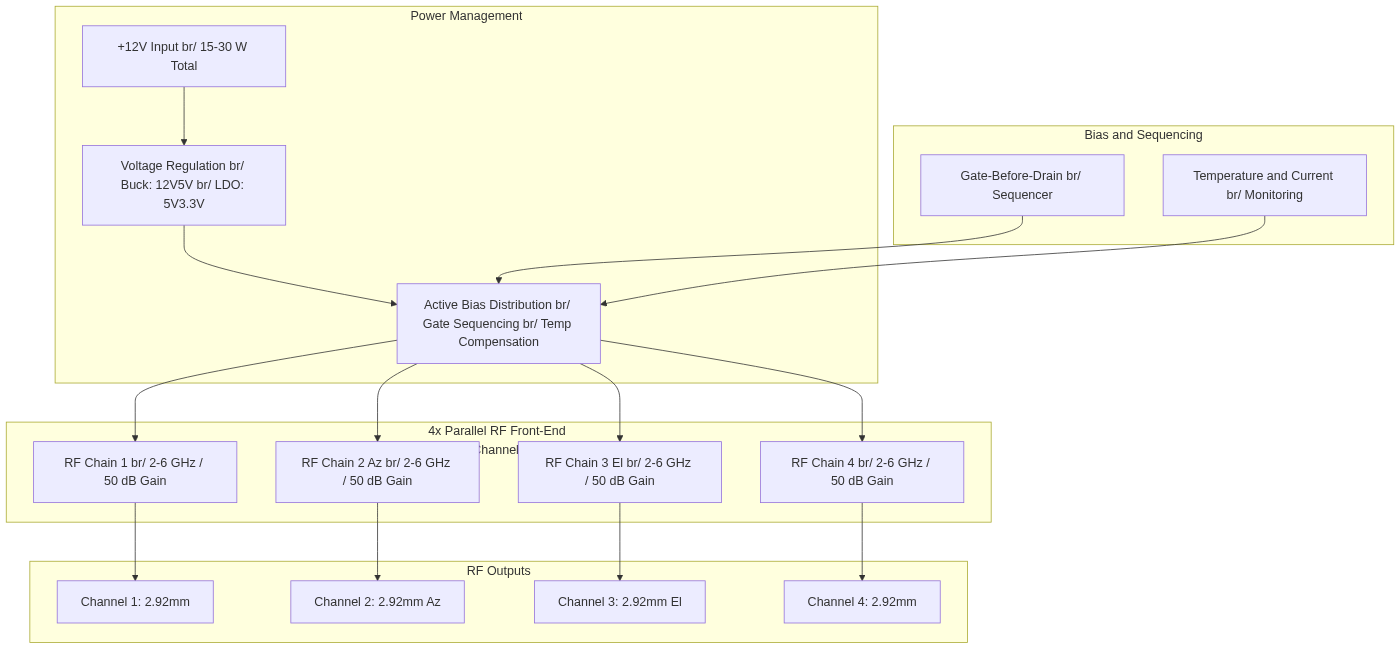 Power Management
+12V Input br/ 15-30 W
Total
Voltage Regulation br/
Buck: 12V5V br/ LDO:
5V3.3V
Bias and Sequencing
Gate-Before-Drain br/
Sequencer
Temperature and Current
br/ Monitoring
Active Bias Distribution br/
Gate Sequencing br/ Temp
Compensation
4x Parallel RF Front-End
RF Chain 1 br/ 2-6 GHz /
50 dB Gain
RF Chain 2 Az br/ 2-6 GHz
/ 50 dB Gain
RF Chain 3 El br/ 2-6 GHz
/ 50 dB Gain
RF Chain 4 br/ 2-6 GHz /
50 dB Gain
RF Outputs
Channel 1: 2.92mm
Channel 2: 2.92mm Az
Channel 3: 2.92mm El
Channel 4: 2.92mm